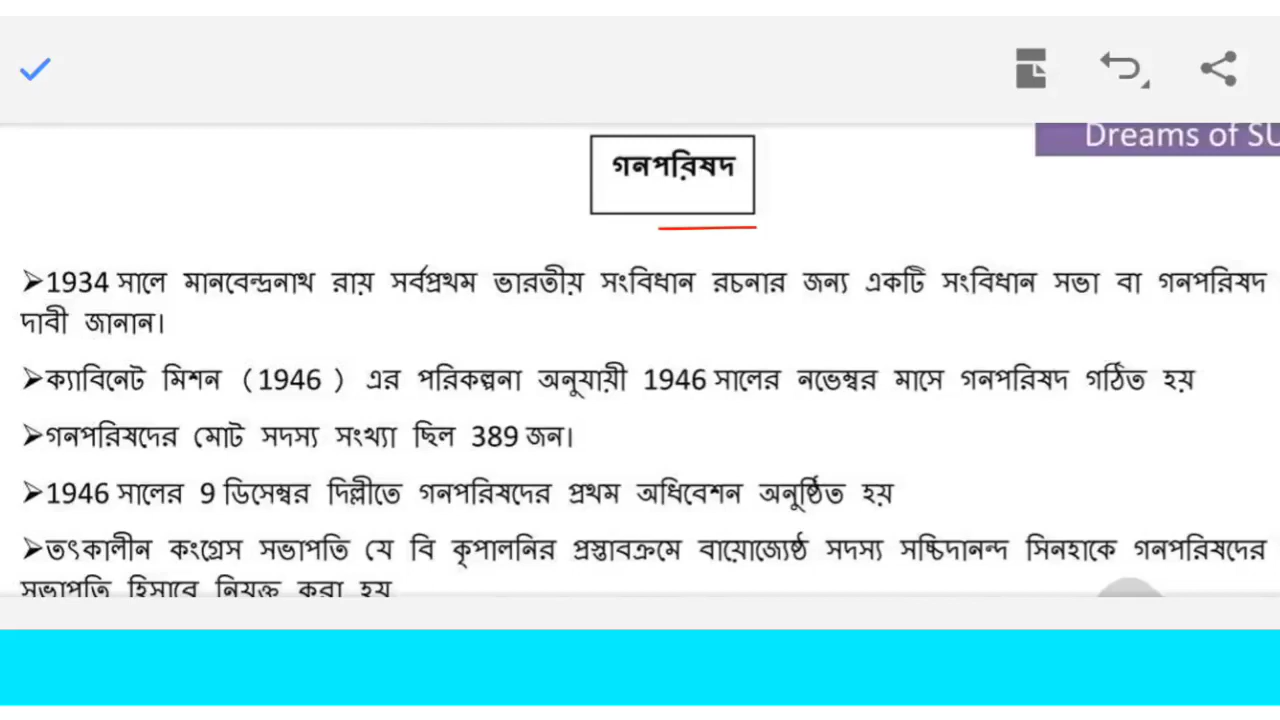 Dreams of SU
গনপরিষদ
➢1934 সালে মানবেন্দ্রনাথ রায় সর্বপ্রথম ভারতীয় সংবিধান রচনার জন্য একটি সংবিধান সভা বা গনপরিষদ
দাবী জানান।
➢ক্যাবিনেট মিশন (1946 ) এর পরিকল্পনা অনুযায়ী 1946 সালের নভেম্বর মাসে গনপরিষদ গঠিত হয়
➢গনপরিষদের মোট সদস্য সংখ্যা ছিল 389 জন।
➢1946 সালের 9 ডিসেম্বর দিল্লীতে গনপরিষদের প্রথম অধিবেশন অনুষ্ঠিত হয়
➢তৎকালীন কংগ্রেস সভাপতি যে বি কৃপালনির প্রস্তাবক্রমে বায়োজ্যেষ্ঠ সদস্য সচ্চিদানন্দ সিনহাকে গনপরিষদের
সভাপতি হিসাবে নিযুক্ত করা হয়